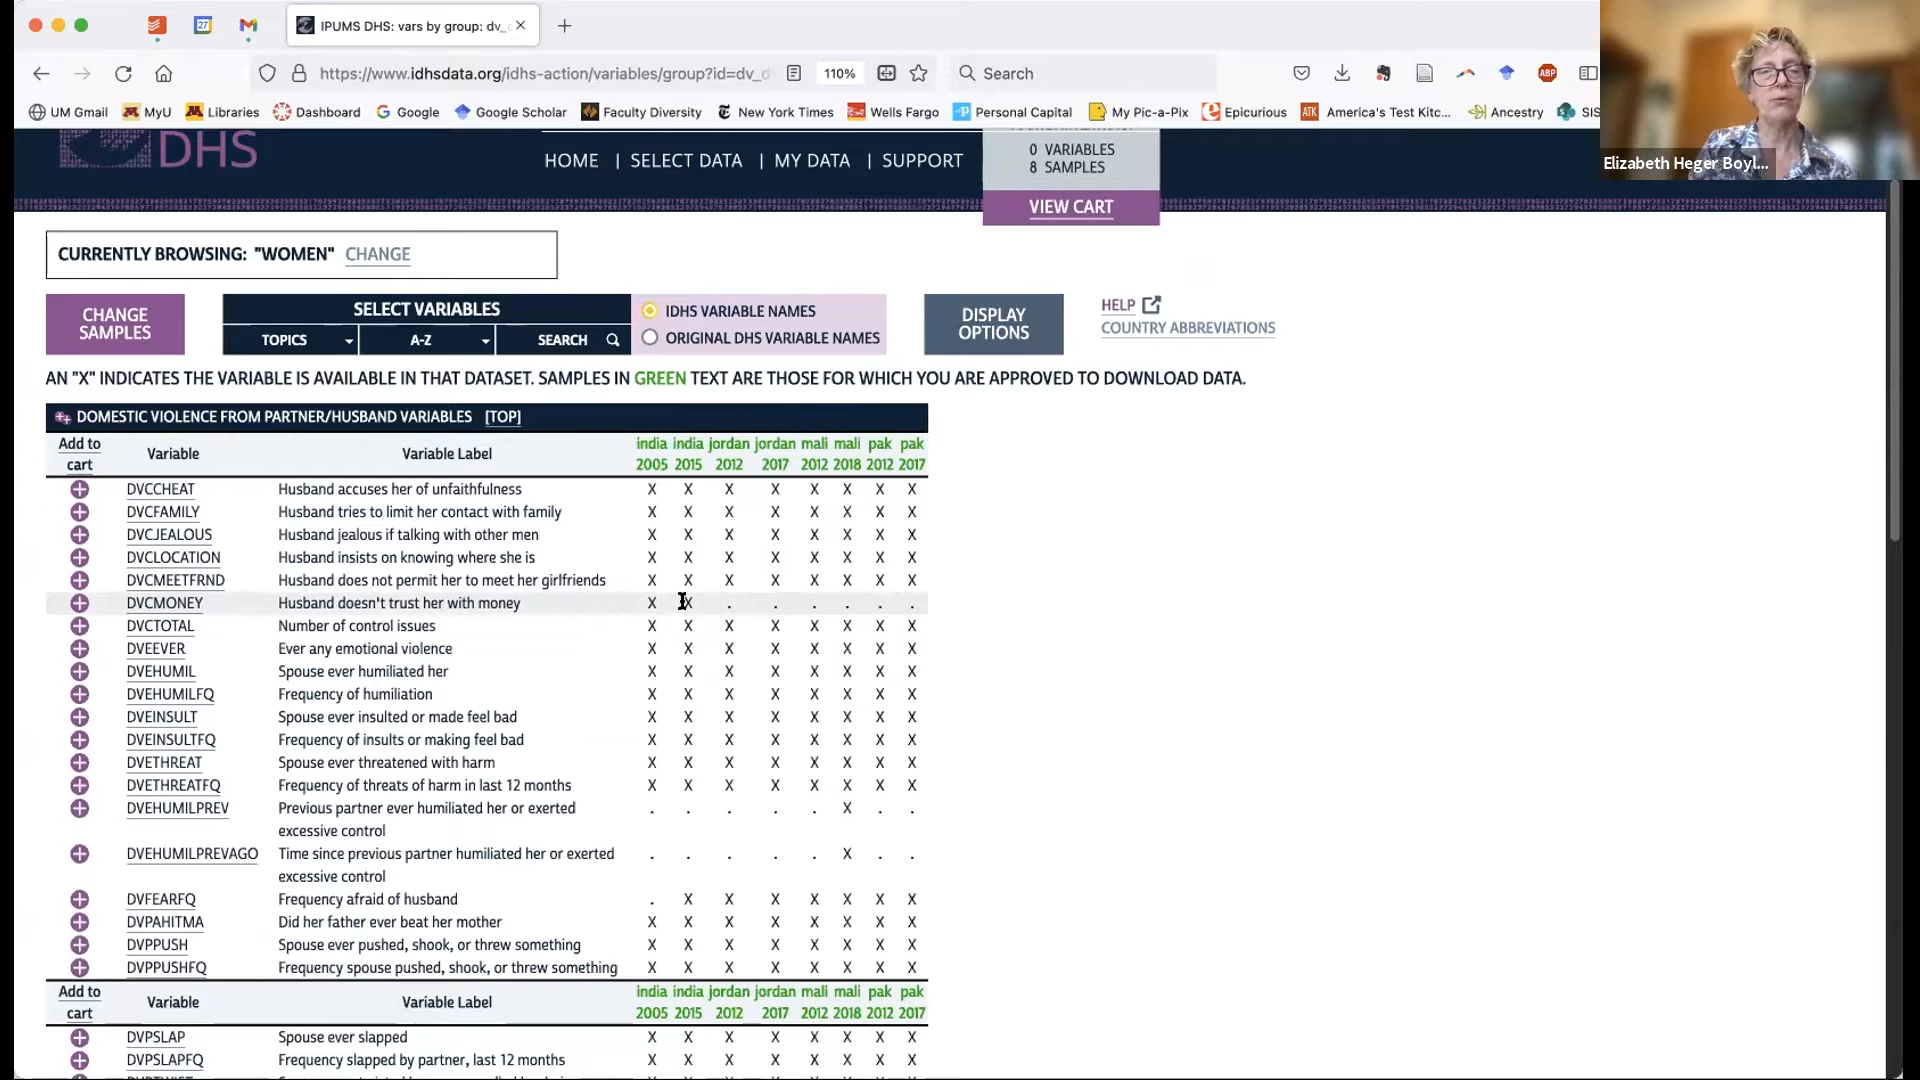 IPUMS DHS: vars by group: dv_
https://www.idhsdata.org/idhs-action/variables/group?id=dv_d
110%
Search
ABP
UM Gmail
MyU
Libraries
Dashboard
Google
Google Scholar
Faculty Diversity
New York Times
Wells Fargo
Personal Capital
My Pic-a-Pix
Epicurious
America's Test Kitc...
Ancestry
SIS
Elizabeth Heger Boyl...
DHS
HOME | SELECT DATA | MY DATA | SUPPORT
0 VARIABLES
8 SAMPLES
VIEW CART
CURRENTLY BROWSING: "WOMEN" CHANGE
CHANGE SAMPLES
SELECT VARIABLES
TOPICS
A-Z
SEARCH
IDHS VARIABLE NAMES
ORIGINAL DHS VARIABLE NAMES
DISPLAY OPTIONS
HELP
COUNTRY ABBREVIATIONS
AN "X" INDICATES THE VARIABLE IS AVAILABLE IN THAT DATASET. SAMPLES IN GREEN TEXT ARE THOSE FOR WHICH YOU ARE APPROVED TO DOWNLOAD DATA.
DOMESTIC VIOLENCE FROM PARTNER/HUSBAND VARIABLES [TOP]
Add to cart Variable Variable Label india 2005 india 2015 jordan 2012 jordan 2017 mali 2012 mali 2018 pak 2012 pak 2017
DVCCHEAT Husband accuses her of unfaithfulness X X X X X X X X
DVCFAMILY Husband tries to limit her contact with family X X X X X X X X
DVCJEALOUS Husband jealous if talking with other men X X X X X X X X
DVCLOCATION Husband insists on knowing where she is X X X X X X X X
DVCMEETFRND Husband does not permit her to meet her girlfriends X X X X X X X X
DVCMONEY Husband doesn't trust her with money X X . . . . . .
DVCTOTAL Number of control issues X X X X X X X X
DVEEVER Ever any emotional violence X X X X X X X X
DVEHUMIL Spouse ever humiliated her X X X X X X X X
DVEHUMILFQ Frequency of humiliation X X X X X X X X
DVEINSULT Spouse ever insulted or made feel bad X X X X X X X X
DVEINSULTFQ Frequency of insults or making feel bad X X X X X X X X
DVETHREAT Spouse ever threatened with harm X X X X X X X X
DVETHREATFQ Frequency of threats of harm in last 12 months X X X X X X X X
DVEHUMILPREV Previous partner ever humiliated her or exerted . . . . . X . .
excessive control
DVEHUMILPREVAGO Time since previous partner humiliated her or exerted . . . . . X . .
excessive control
DVFEARFQ Frequency afraid of husband . X X X X X X X
DVPAHITMA Did her father ever beat her mother X X X X X X X X
DVPPUSH Spouse ever pushed, shook, or threw something X X X X X X X X
DVPPUSHFQ Frequency spouse pushed, shook, or threw something X X X X X X X X
Add to cart Variable Variable Label india 2005 india 2015 jordan 2012 jordan 2017 mali 2012 mali 2018 pak 2012 pak 2017
DVPSLAP Spouse ever slapped X X X X X X X X
DVPSLAPFQ Frequency slapped by partner, last 12 months X X X X X X X X